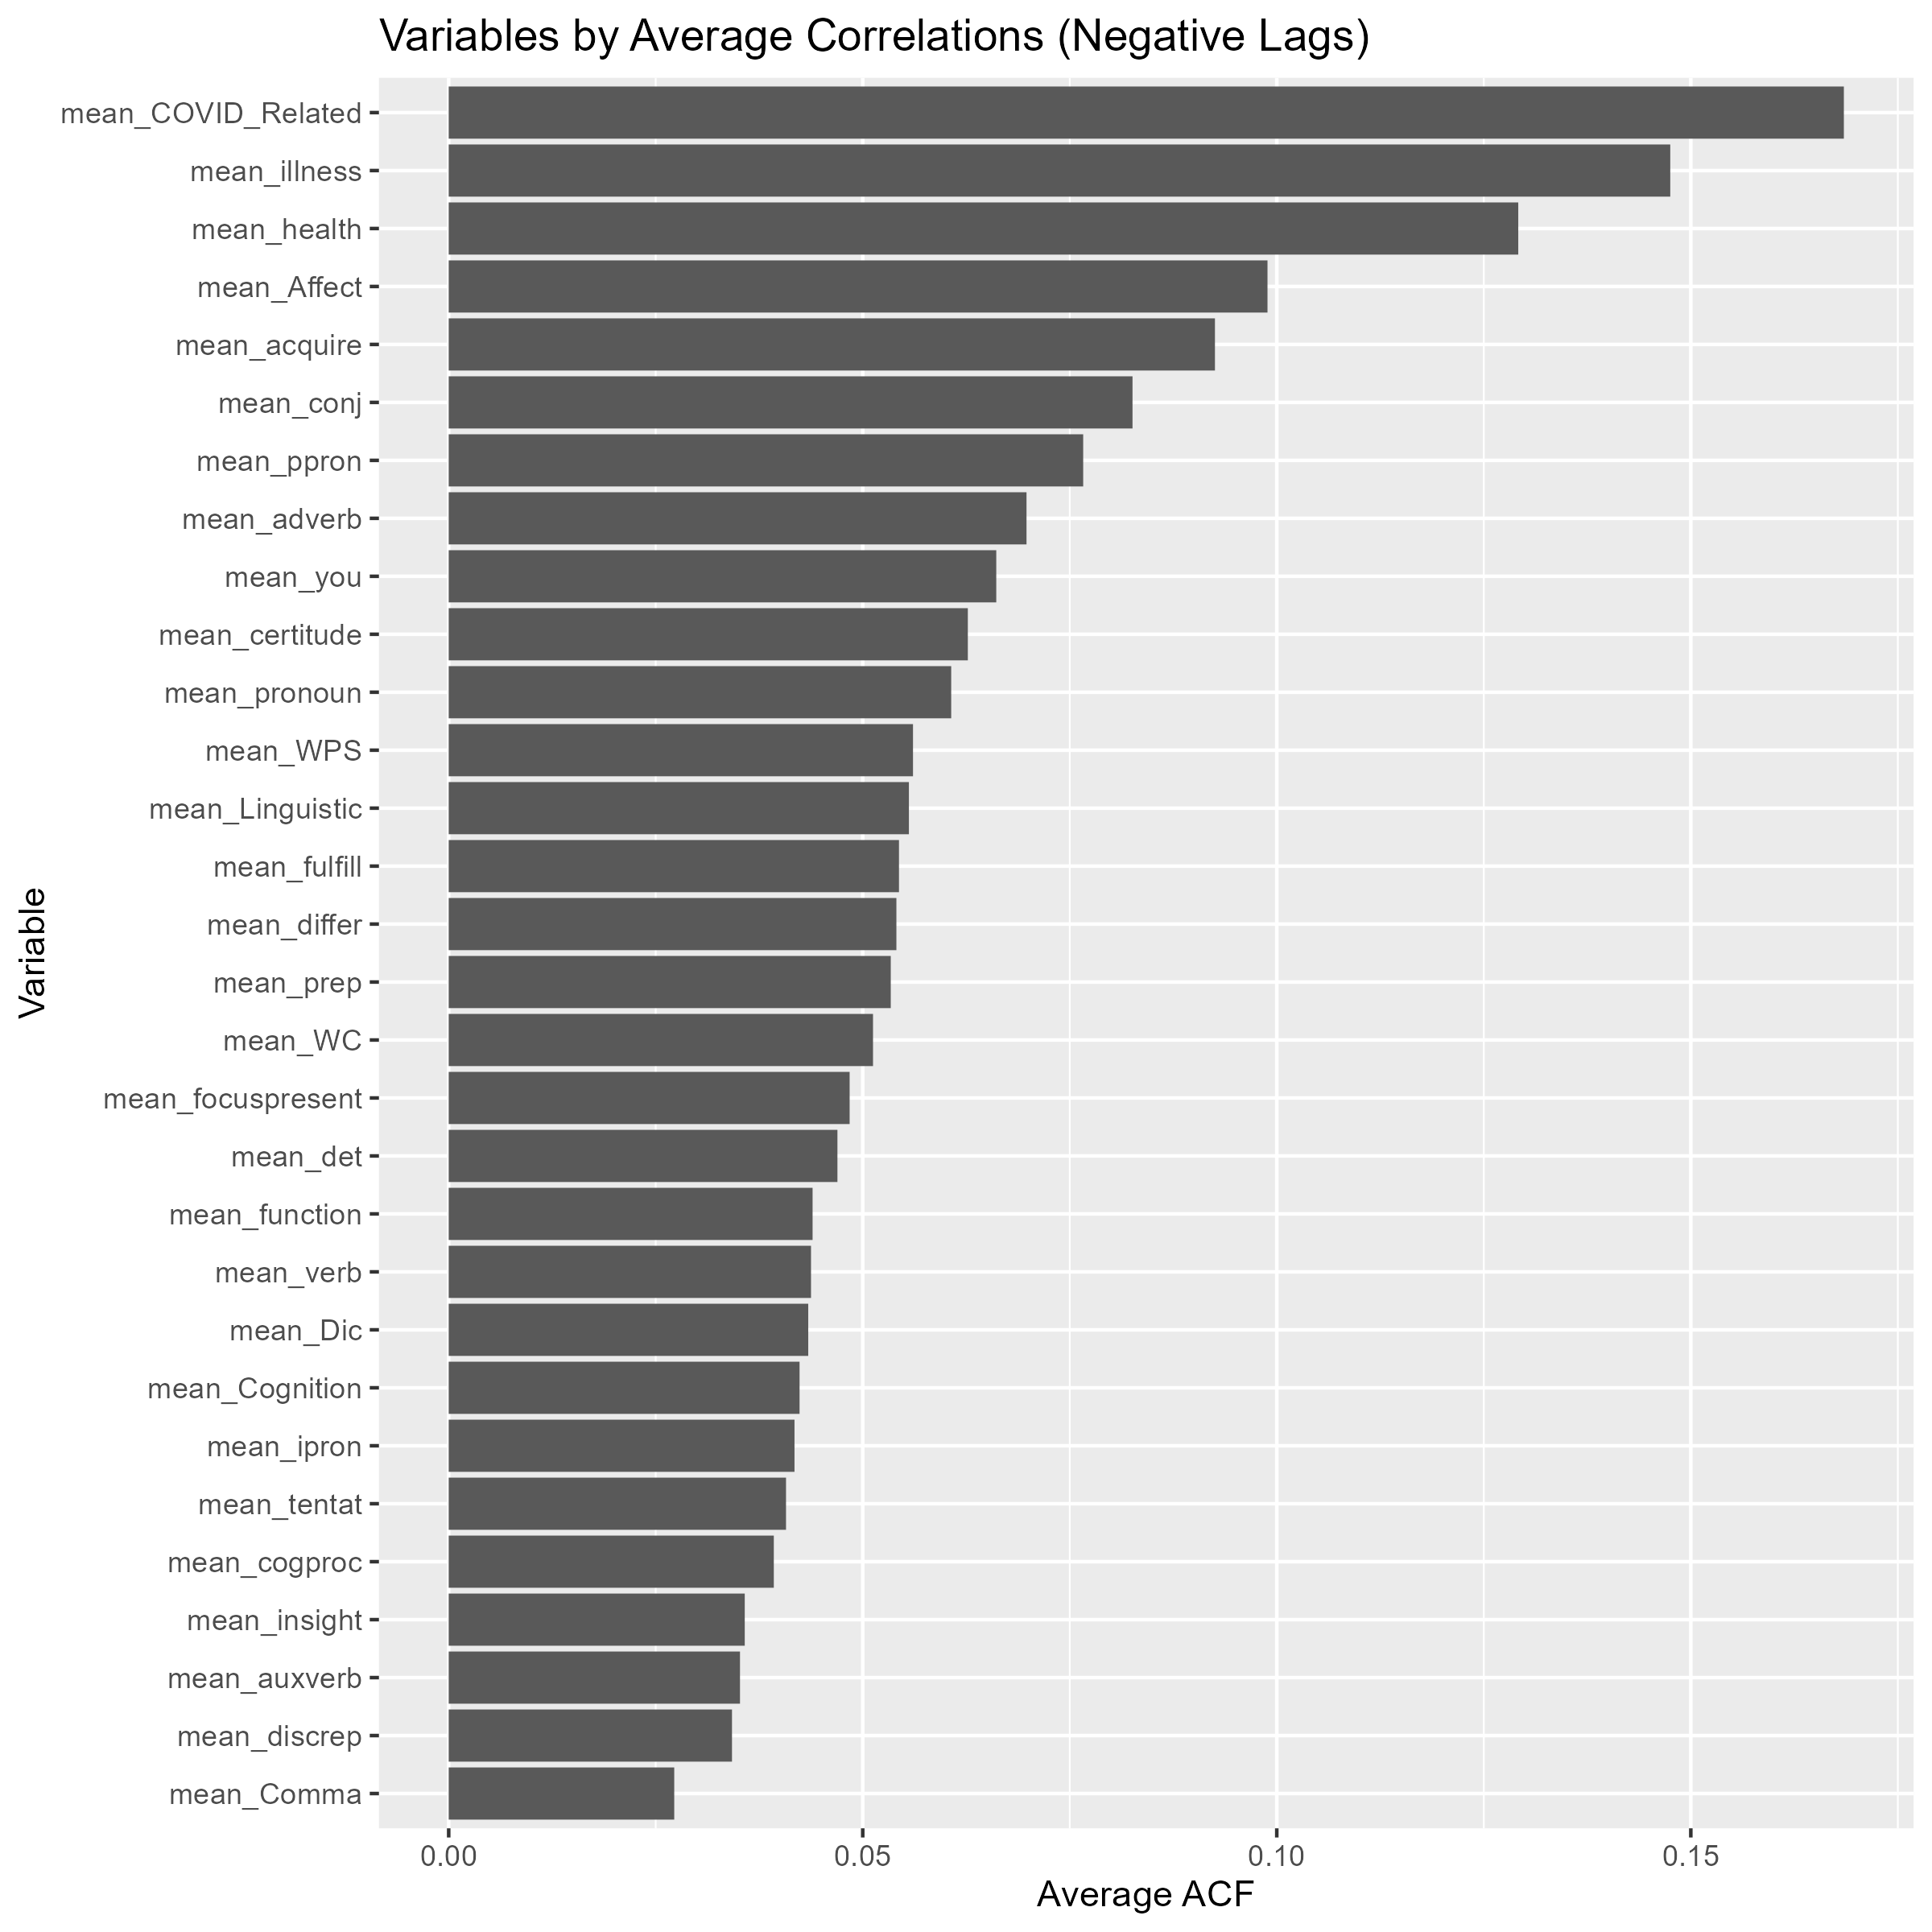 Variables by Average Correlations (Negative Lags)
mean_COVID_Related
mean_illness
mean_health
mean_Affect
mean_acquire
mean_conj
mean_ppron
mean_adverb
mean_you
mean_certitude
mean_pronoun
mean_WPS
mean_Linguistic
mean_fulfill
mean_differ
mean_prep
mean_WC
mean_focuspresent
mean_det
mean_function
mean_verb
mean_Dic
mean_Cognition
mean_ipron
mean_tentat
mean_cogproc
mean_insight
mean_auxverb
mean_discrep
mean_Comma
Variable
0.00 0.05 0.10 0.15
Average ACF